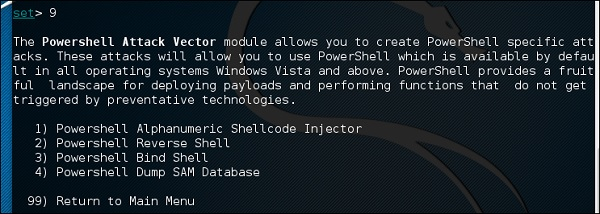 set> 9
The Powershell Attack Vector module allows you to create PowerShell specific att
acks. These attacks will allow you to use PowerShell which is available by defau
lt in all operating systems Windows Vista and above. PowerShell provides a fruit
ful  landscape for deploying payloads and performing functions that  do not get
triggered by preventative technologies.
1) Powershell Alphanumeric Shellcode Injector
2) Powershell Reverse Shell
3) Powershell Bind Shell
4) Powershell Dump SAM Database
99) Return to Main Menu